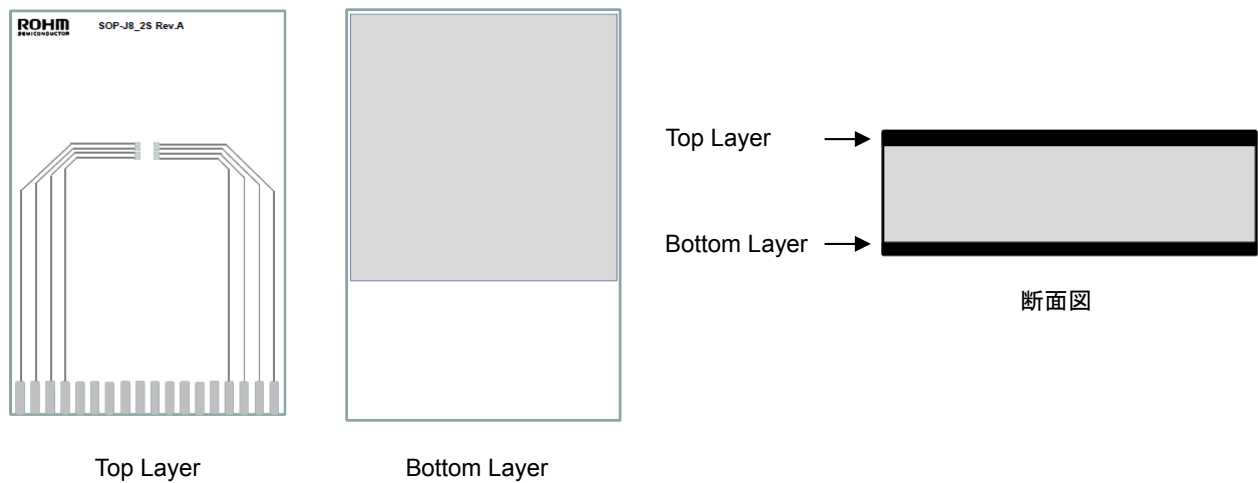 ROHM
SEMICONDUCTOR
SOP-J8_2S Rev.A
Top Layer
Bottom Layer
断面図
Top Layer
Bottom Layer